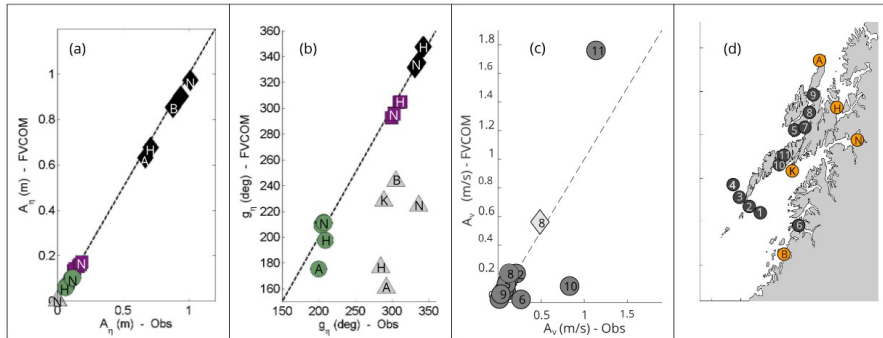 (a)
A_η (m) - FVCOM
1
0.8
0.6
0.4
0.2
0
0.5
1
A_η (m) - Obs
N
B
H
A
N
H
N
(b)
g_η (deg) - FVCOM
360
340
320
300
280
260
240
220
200
180
160
150
200
250
300
350
g_η (deg) - Obs
H
N
H
N
B
K
N
N
H
H
A
A
(c)
A_v (m/s) - FVCOM
1.8
1.6
1.4
1.2
1
0.8
0.6
0.4
0.2
0
0.5
1
1.5
A_v (m/s) - Obs
11
8
8
2
10
9
6
(d)
A
9
8
H
5
7
N
11
10
K
4
3
2
1
6
B